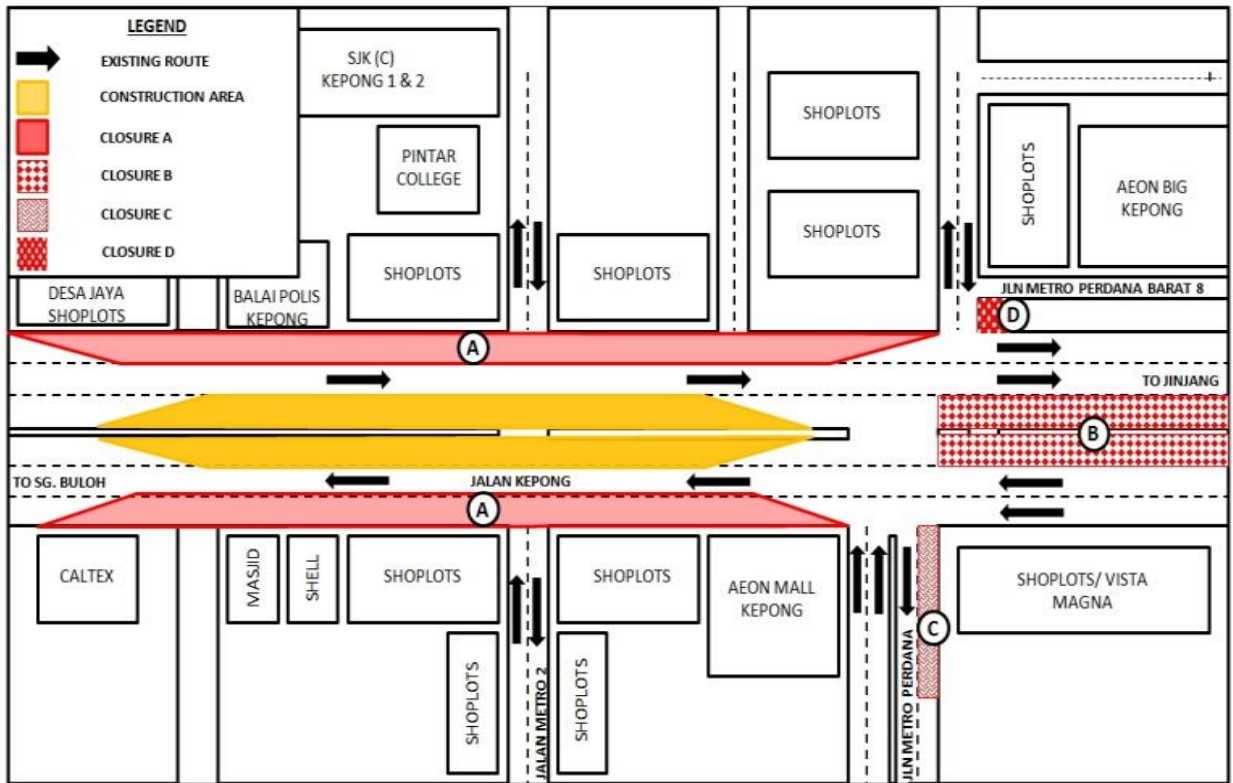 LEGEND
EXISTING ROUTE
CONSTRUCTION AREA
CLOSURE A
CLOSURE B
CLOSURE C
CLOSURE D
SJK (C)
KEPONG 1 & 2
PINTAR
COLLEGE
SHOPLOTS
SHOPLOTS
SHOPLOTS
SHOPLOTS
SHOPLOTS
AEON BIG
KEPONG
DESA JAYA
SHOPLOTS
BALAI POLIS
KEPONG
JLN METRO PERDANA BARAT 8
D
A
TO JINJANG
B
TO SG. BULOH
JALAN KEPONG
A
CALTEX
MASJID
SHELL
SHOPLOTS
SHOPLOTS
AEON MALL
KEPONG
SHOPLOTS/ VISTA
MAGNA
C
SHOPLOTS
JALAN METRO 2
SHOPLOTS
JLN METRO PERDANA